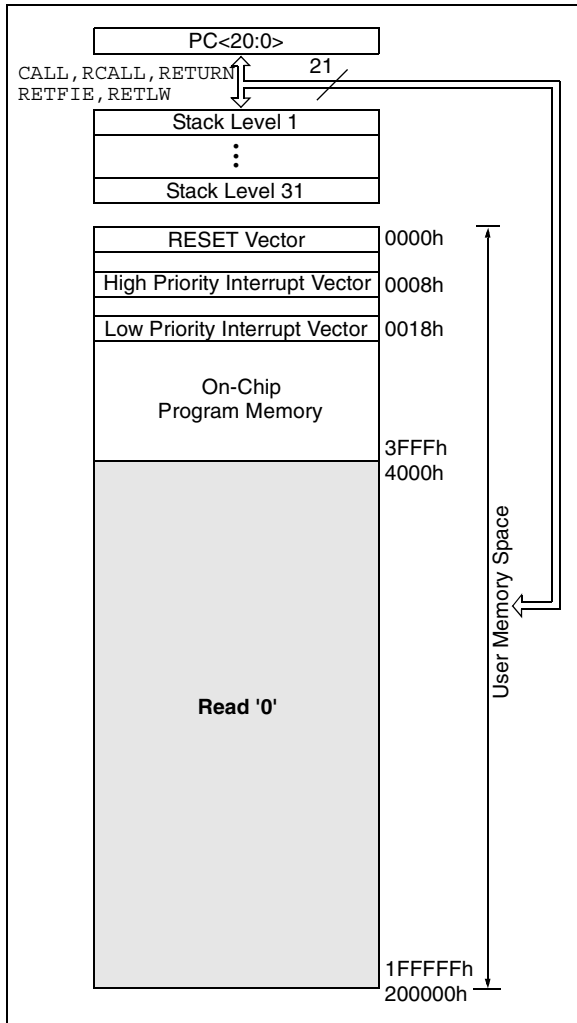 PC<20:0>
CALL,RCALL,RETURN
RETFIE,RETLW
21
Stack Level 1
Stack Level 31
RESET Vector
0000h
High Priority Interrupt Vector
0008h
Low Priority Interrupt Vector
0018h
On-Chip
Program Memory
3FFFh
4000h
User Memory Space
Read '0'
1FFFFFh
200000h